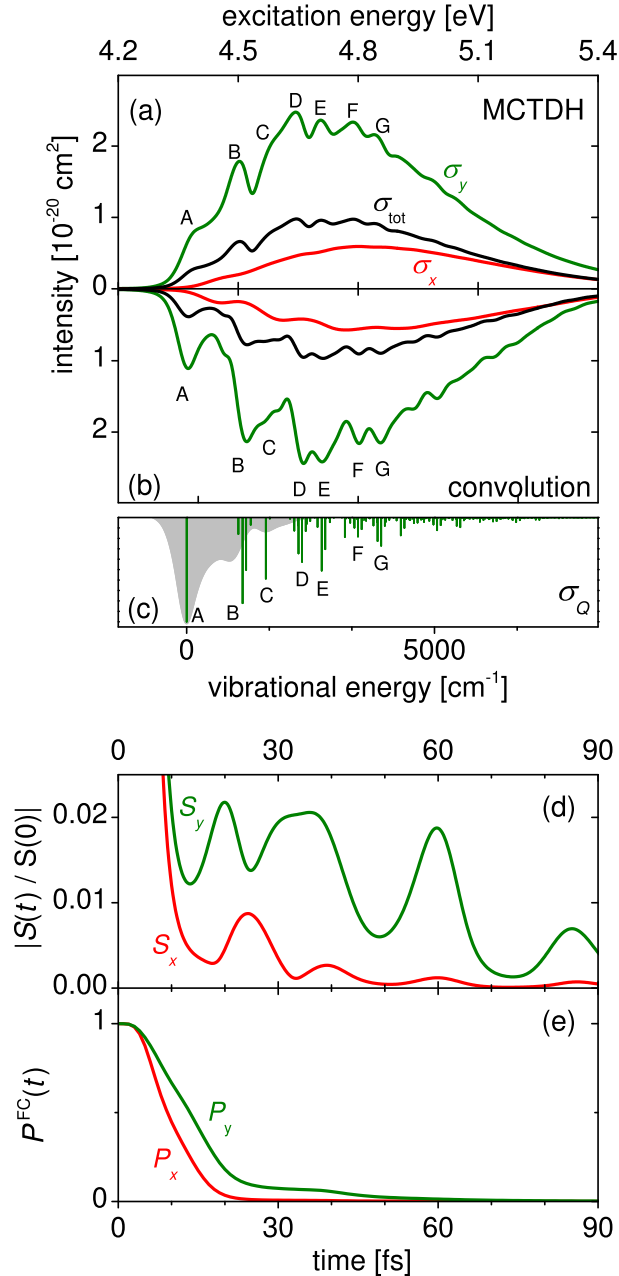 excitation energy [eV]
4.2 4.5 4.8 5.1 5.4
(a) MCTDH
D E F G
C
B
A
σy
σtot
σx
intensity [10⁻²⁰ cm²]
2
1
0
1
2
A
B C
D E F G
(b) convolution
(c) A B C D E F G σQ
0 5000
vibrational energy [cm⁻¹]
0 30 60 90
(d)
|S(t) / S(0)|
0.02
0.01
0.00
Sy
Sx
(e)
P^FC(t)
1
0
Py
Px
0 30 60 90
time [fs]